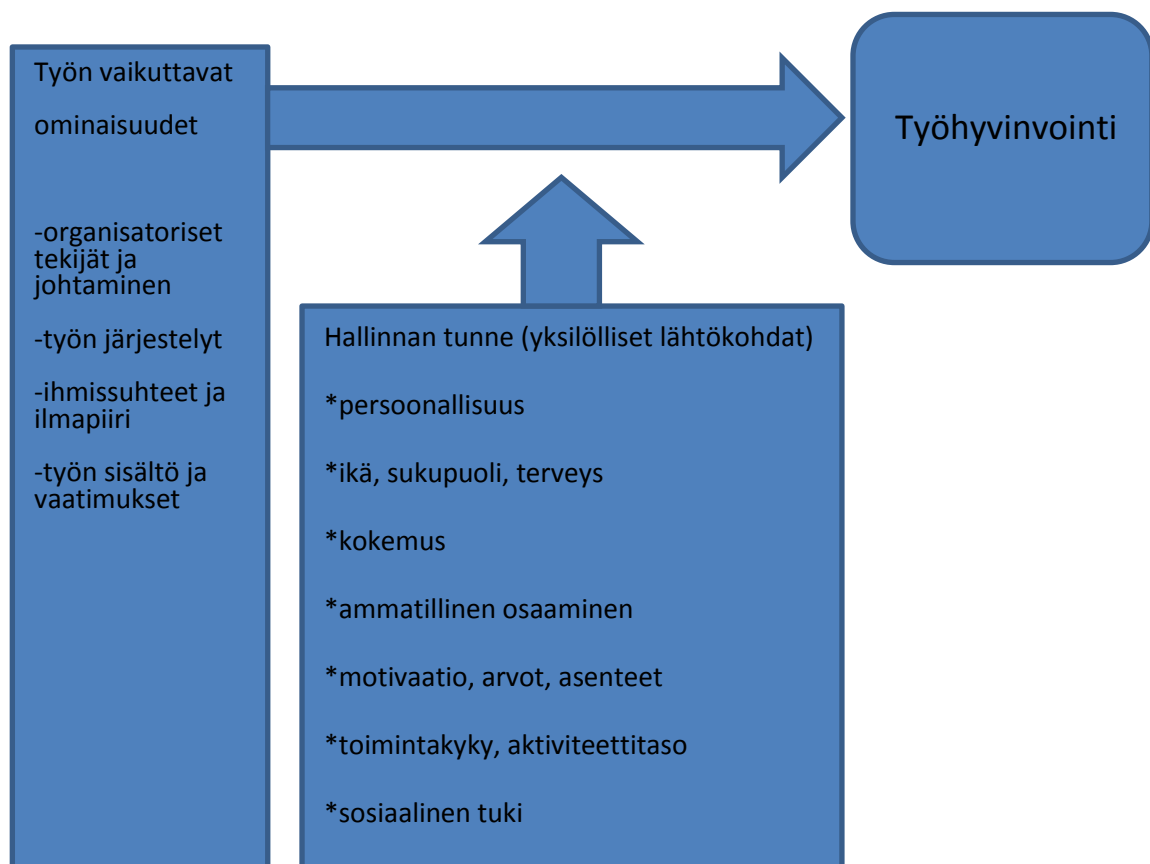 Työn vaikuttavat
ominaisuudet
-organisatoriset
tekijät ja
johtaminen
-työn järjestelyt
-ihmissuhteet ja
ilmapiiri
-työn sisältö ja
vaatimukset
Työhyvinvointi
Hallinnan tunne (yksilölliset lähtökohdat)
*persoonallisuus
*ikä, sukupuoli, terveys
*kokemus
*ammatillinen osaaminen
*motivaatio, arvot, asenteet
*toimintakyky, aktiviteettitaso
*sosiaalinen tuki